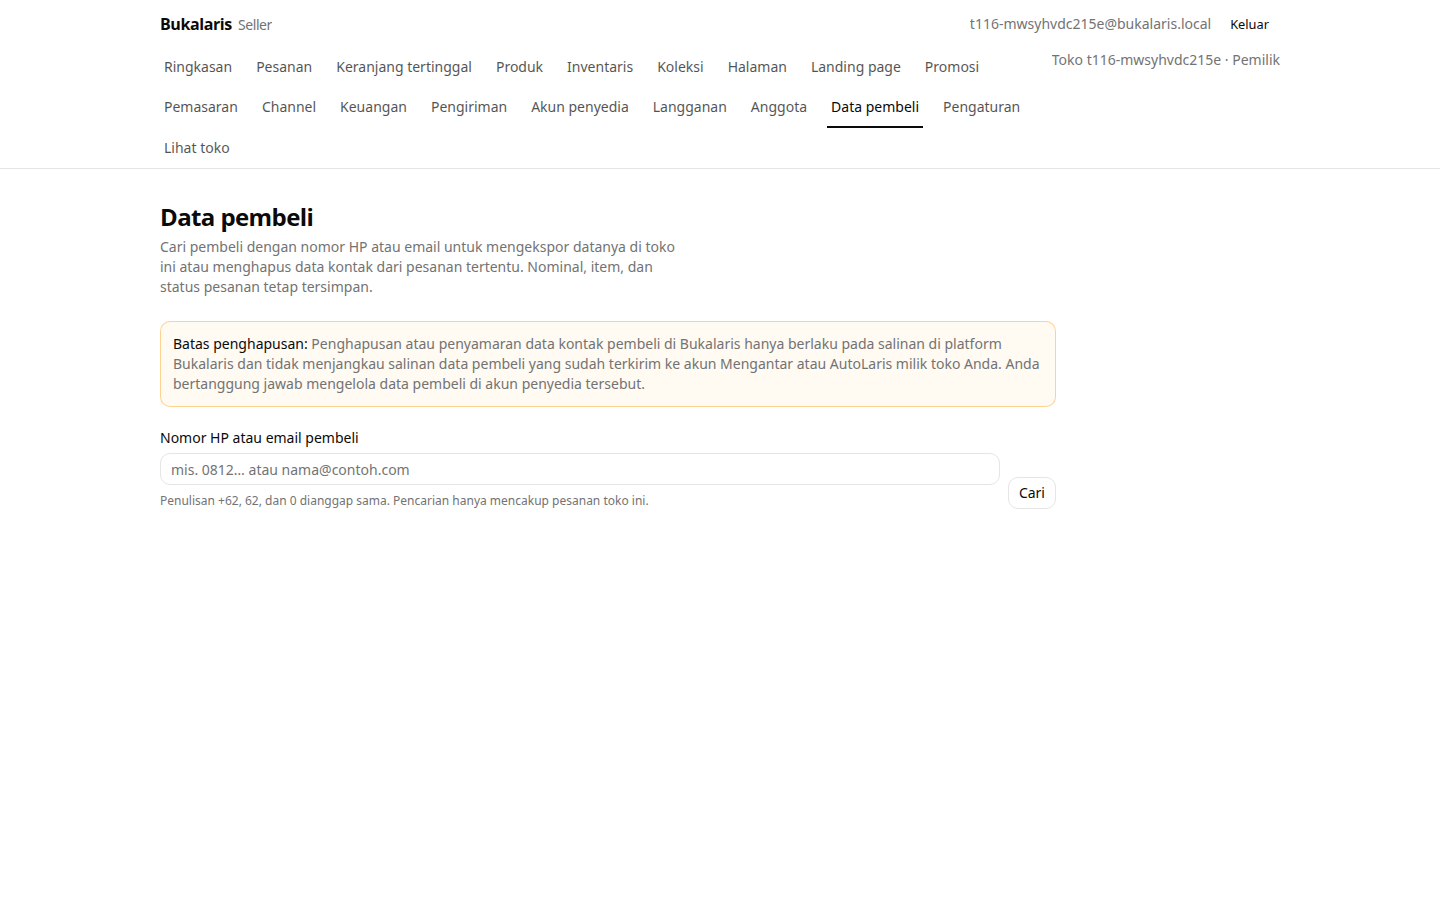 Bukalaris Seller
t116-mwsyhvdc215e@bukalaris.local Keluar
Ringkasan Pesanan Keranjang tertinggal Produk Inventaris Koleksi Halaman Landing page Promosi
Toko t116-mwsyhvdc215e · Pemilik
Pemasaran Channel Keuangan Pengiriman Akun penyedia Langganan Anggota Data pembeli Pengaturan
Lihat toko
Data pembeli
Cari pembeli dengan nomor HP atau email untuk mengekspor datanya di toko
ini atau menghapus data kontak dari pesanan tertentu. Nominal, item, dan
status pesanan tetap tersimpan.
Batas penghapusan: Penghapusan atau penyamaran data kontak pembeli di Bukalaris hanya berlaku pada salinan di platform
Bukalaris dan tidak menjangkau salinan data pembeli yang sudah terkirim ke akun Mengantar atau AutoLaris milik toko Anda. Anda
bertanggung jawab mengelola data pembeli di akun penyedia tersebut.
Nomor HP atau email pembeli
mis. 0812... atau nama@contoh.com
Penulisan +62, 62, dan 0 dianggap sama. Pencarian hanya mencakup pesanan toko ini.
Cari